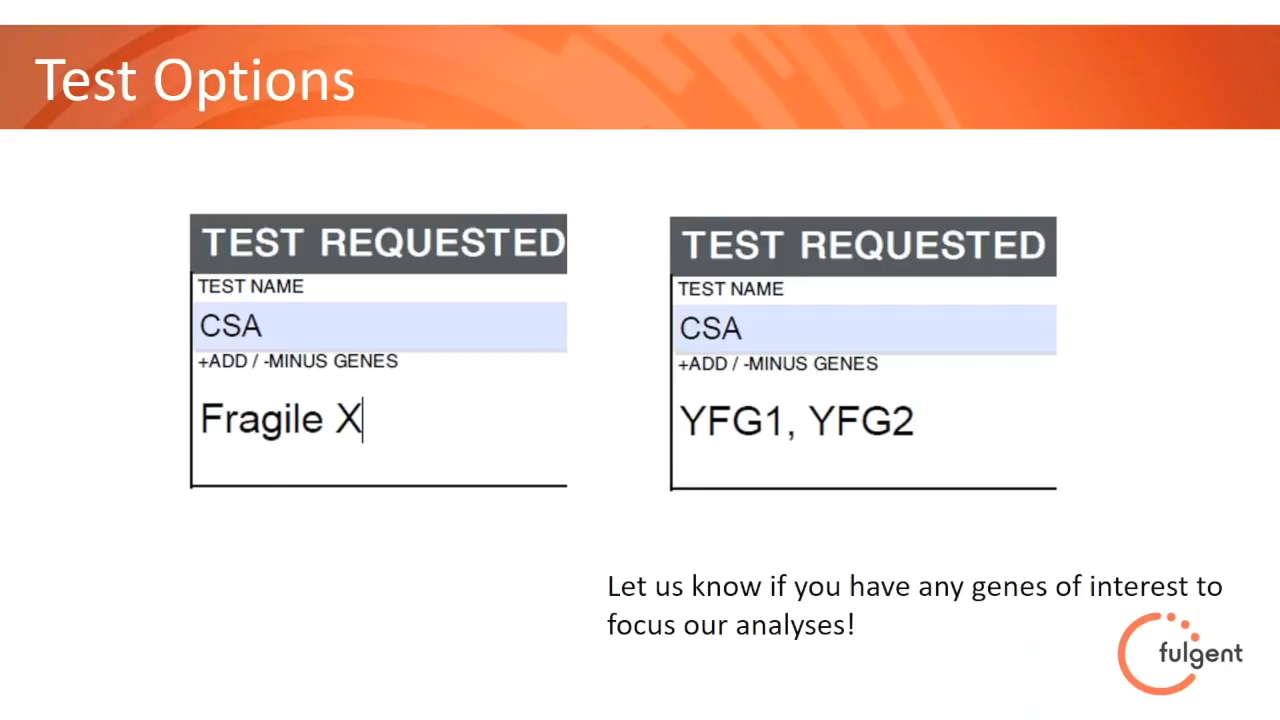 Test Options
TEST REQUESTED
TEST NAME
CSA
+ADD / -MINUS GENES
Fragile X
TEST REQUESTED
TEST NAME
CSA
+ADD / -MINUS GENES
YFG1, YFG2
Let us know if you have any genes of interest to
focus our analyses!
fulgent